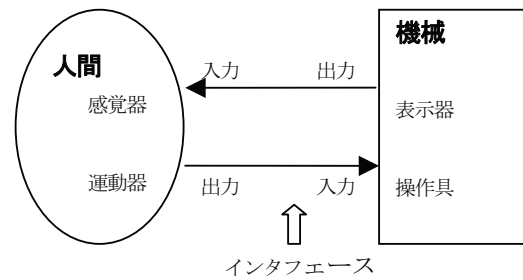 機械
人間
入力 出力
感覚器 表示器
運動器 出力 入力 操作具
インタフェース